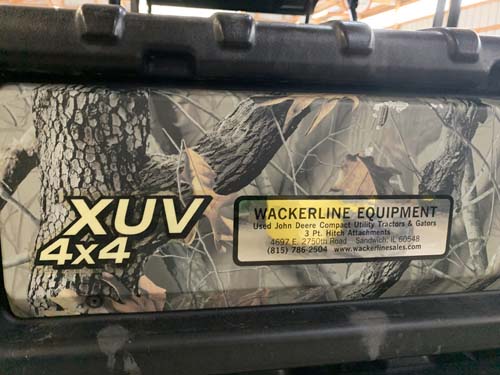 XUV
4x4
WACKERLINE EQUIPMENT
Used John Deere Compact Utility Tractors & Gators
3 Pt. Hitch Attachments
4697 E. 2750th Road Sandwich, IL 60548
(815) 786-2504 www.wackerlinesales.com